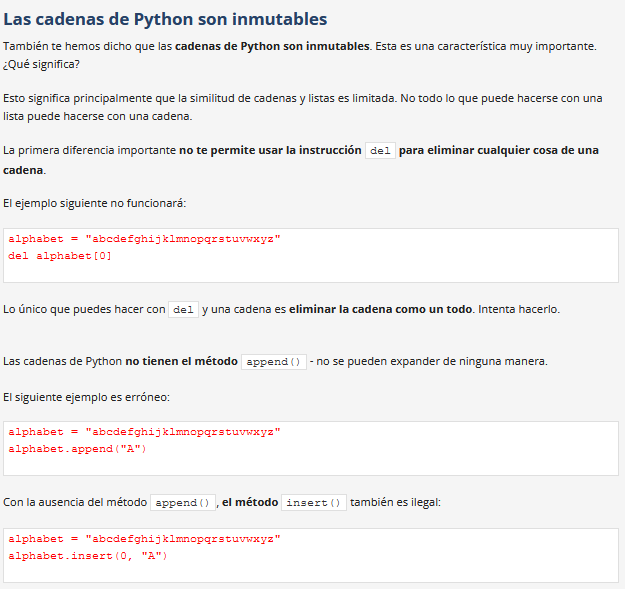 Las cadenas de Python son inmutables
También te hemos dicho que las cadenas de Python son inmutables. Esta es una característica muy importante.
¿Qué significa?
Esto significa principalmente que la similitud de cadenas y listas es limitada. No todo lo que puede hacerse con una
lista puede hacerse con una cadena.
La primera diferencia importante no te permite usar la instrucción del para eliminar cualquier cosa de una
cadena.
El ejemplo siguiente no funcionará:
alphabet = "abcdefghijklmnopqrstuvwxyz"
del alphabet[0]
Lo único que puedes hacer con del y una cadena es eliminar la cadena como un todo. Intenta hacerlo.
Las cadenas de Python no tienen el método append() - no se pueden expander de ninguna manera.
El siguiente ejemplo es erróneo:
alphabet = "abcdefghijklmnopqrstuvwxyz"
alphabet.append("A")
Con la ausencia del método append(), el método insert() también es ilegal:
alphabet = "abcdefghijklmnopqrstuvwxyz"
alphabet.insert(0, "A")